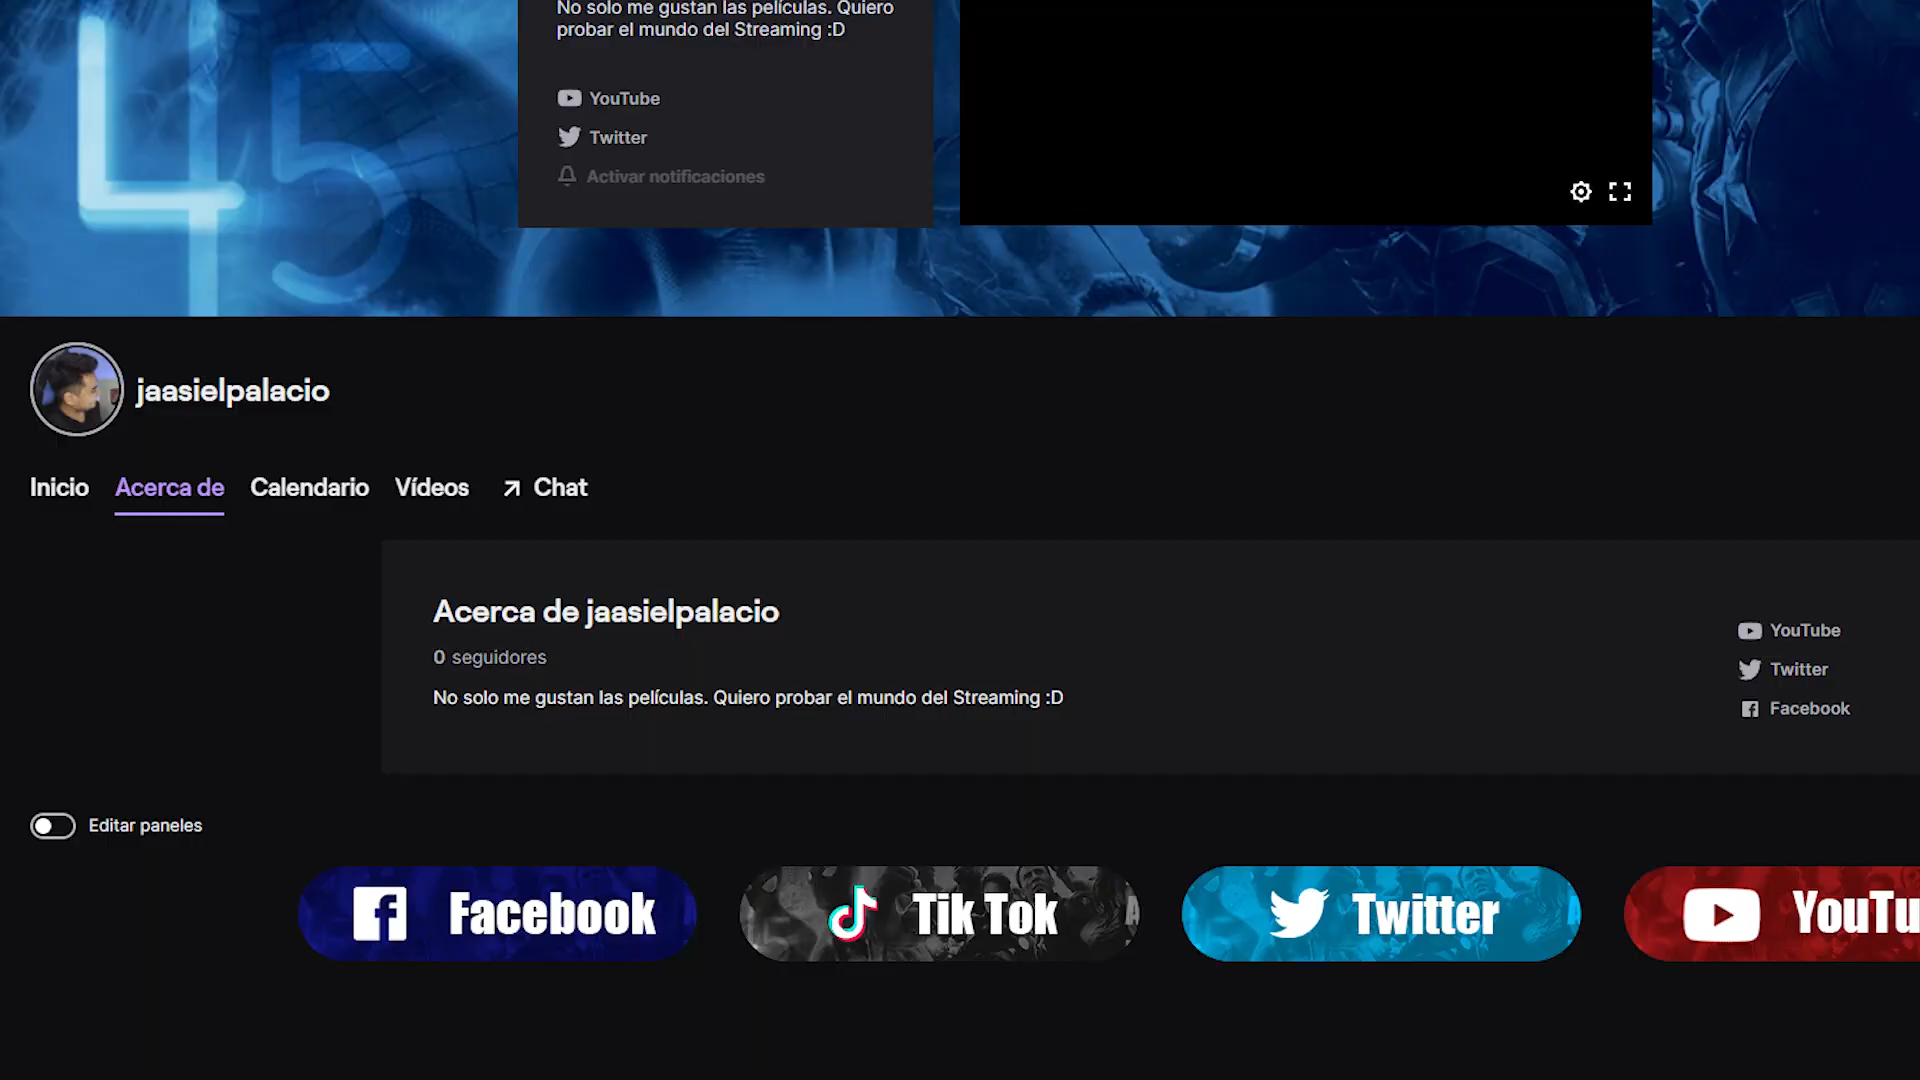 No solo me gustan las películas. Quiero
probar el mundo del Streaming :D
YouTube
Twitter
Activar notificaciones
45
jaasielpalacio
Inicio
Acerca de
Calendario
Vídeos
Chat
Acerca de jaasielpalacio
0 seguidores
No solo me gustan las películas. Quiero probar el mundo del Streaming :D
YouTube
Twitter
Facebook
Editar paneles
Facebook
Tik Tok
Twitter
YouTu